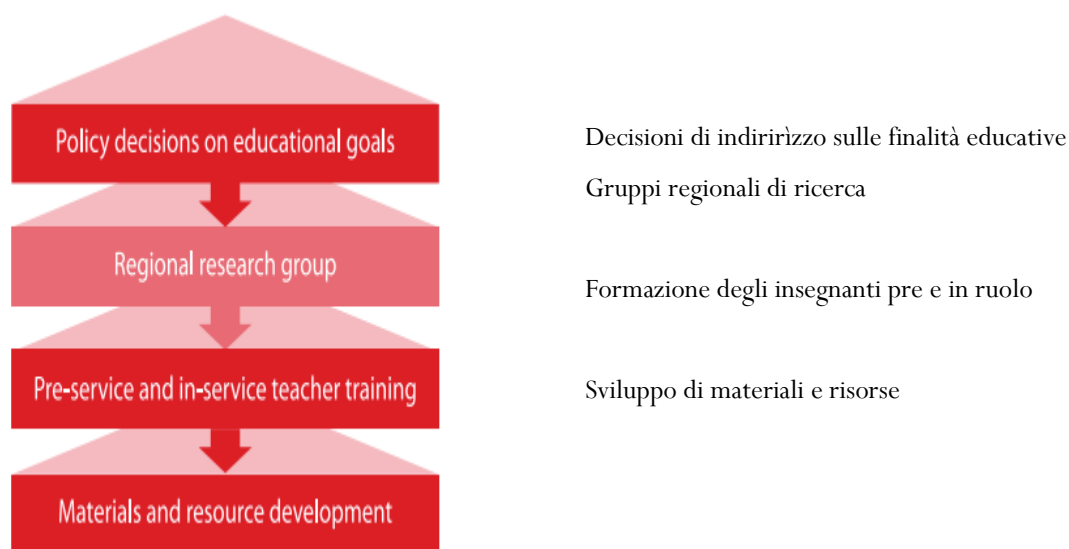 Policy decisions on educational goals
Regional research group
Pre-service and in-service teacher training
Materials and resource development
Decisioni di indirirìzzo sulle finalità educative
Gruppi regionali di ricerca
Formazione degli insegnanti pre e in ruolo
Sviluppo di materiali e risorse